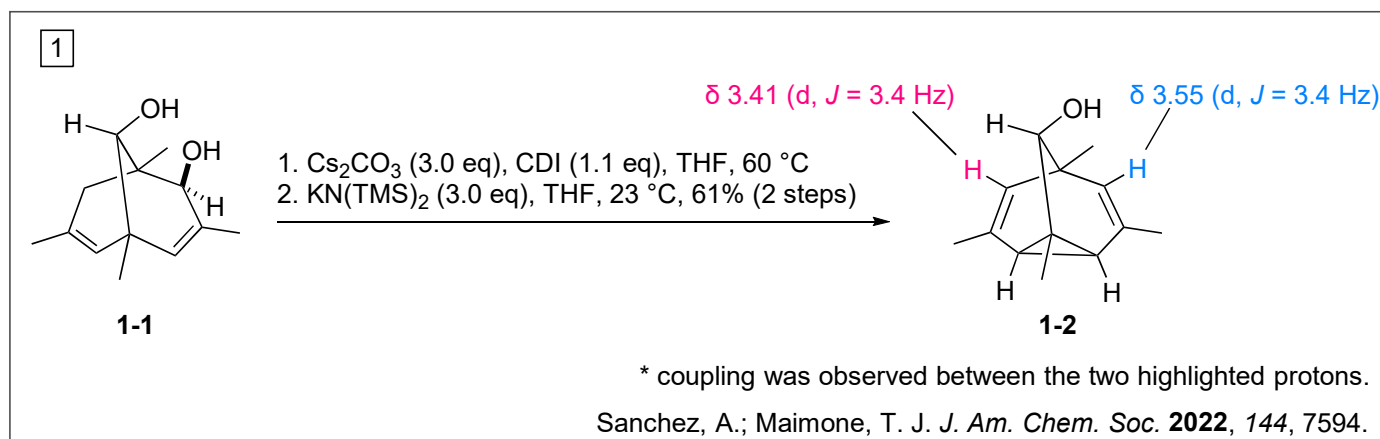 1
δ 3.41 (d, J = 3.4 Hz)
δ 3.55 (d, J = 3.4 Hz)
OH
H
OH
H
1. Cs₂CO₃ (3.0 eq), CDI (1.1 eq), THF, 60 °C
2. KN(TMS)₂ (3.0 eq), THF, 23 °C, 61% (2 steps)
OH
H
H
H
H
H
1-1
1-2
* coupling was observed between the two highlighted protons.
Sanchez, A.; Maimone, T. J. J. Am. Chem. Soc. 2022, 144, 7594.